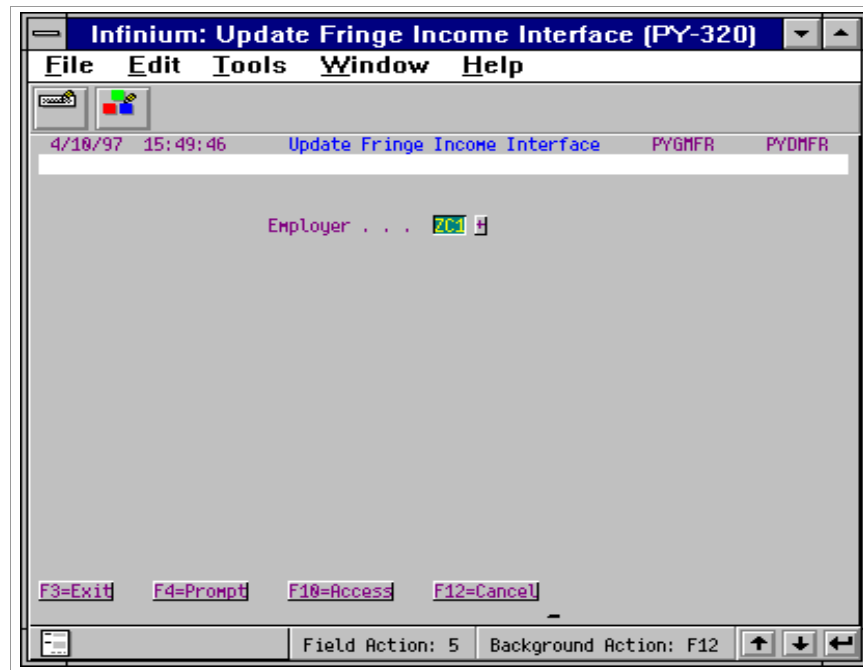 Infinium: Update Fringe Income Interface (PY-320)
File Edit Tools Window Help
4/10/97 15:49:46 Update Fringe Income Interface PYGMFR PYDMFR
Employer . . . ZC1 +
F3=Exit F4=Prompt F10=Access F12=Cancel
Field Action: 5 Background Action: F12